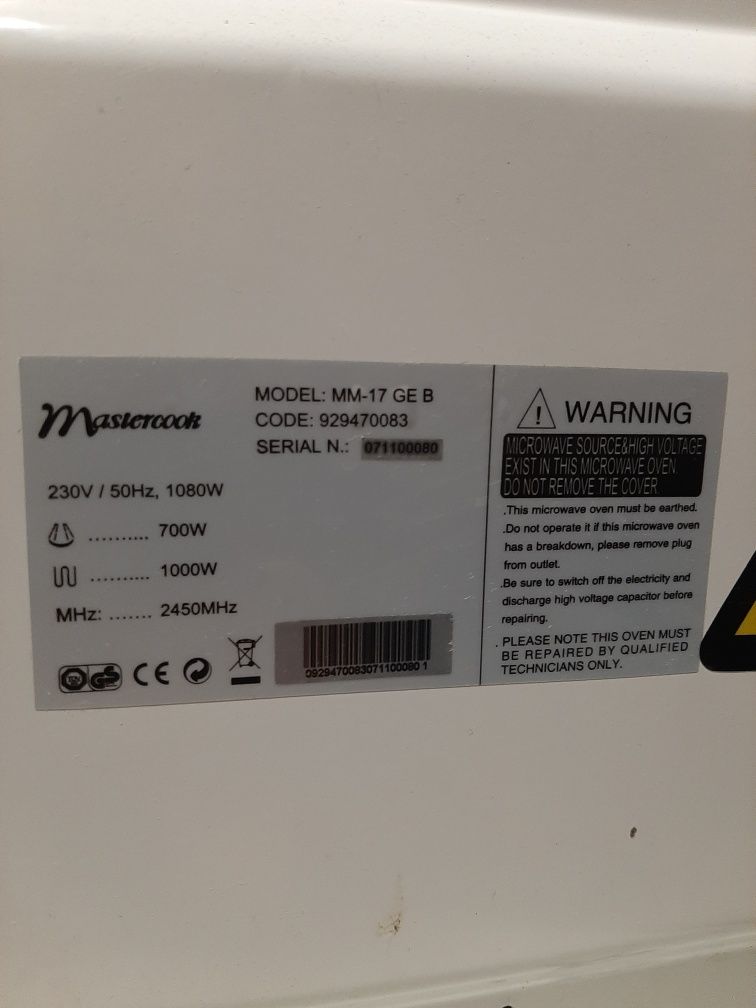 Mastercook
MODEL: MM-17 GE B
CODE: 929470083
SERIAL N.: 071100080
230V / 50Hz, 1080W
.......... 700W
.......... 1000W
MHz: ....... 2450MHz
GS CE
0929470083071100080 1
WARNING
MICROWAVE SOURCE&HIGH VOLTAGE
EXIST IN THIS MICROWAVE OVEN.
DO NOT REMOVE THE COVER.
.This microwave oven must be earthed.
.Do not operate it if this microwave oven
has a breakdown, please remove plug
from outlet.
.Be sure to switch off the electricity and
discharge high voltage capacitor before
repairing.
. PLEASE NOTE THIS OVEN MUST
BE REPAIRED BY QUALIFIED
TECHNICIANS ONLY.